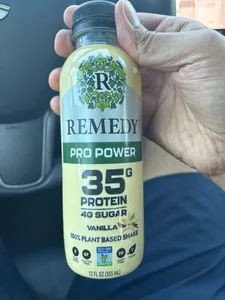 R
REMEDY
PRO POWER
35G
PROTEIN
4G SUGAR
VANILLA
100% PLANT BASED SHAKE
12 FL OZ (355 mL)